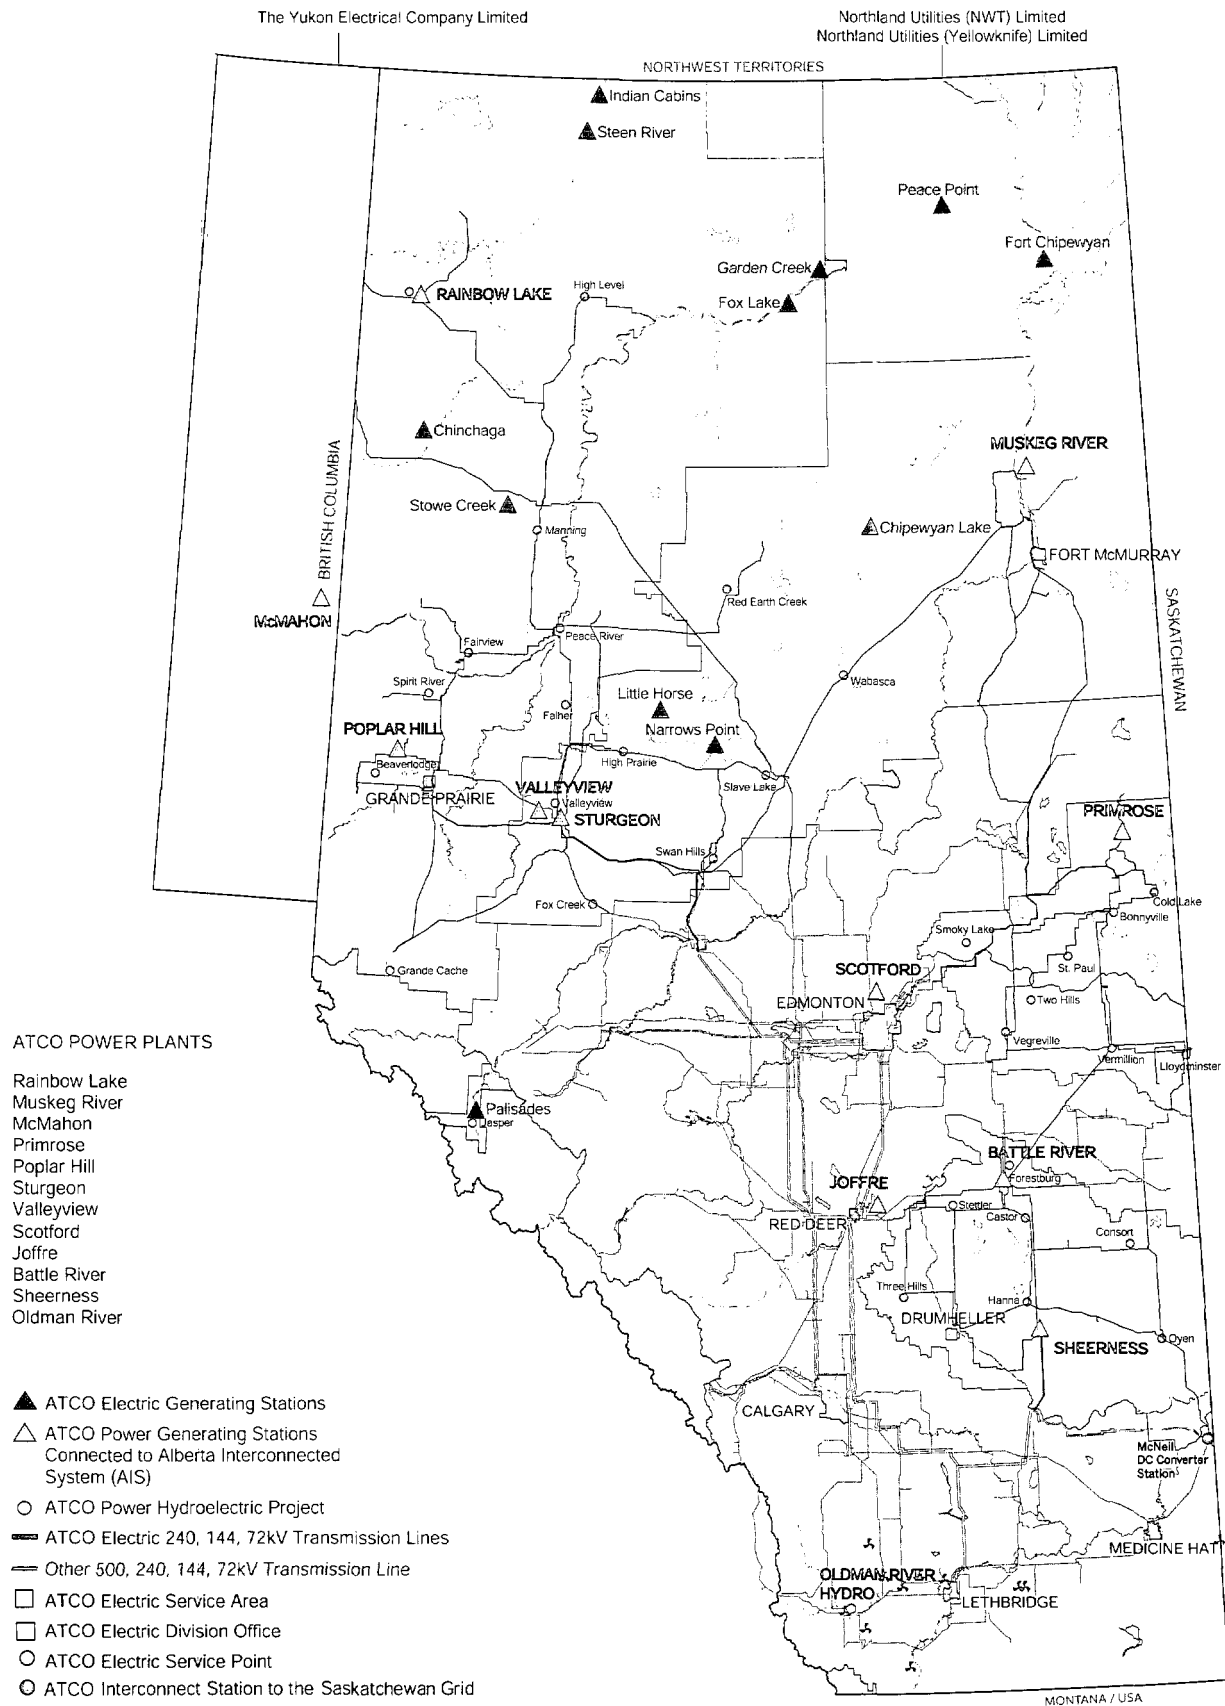 The Yukon Electrical Company Limited
Northland Utilities (NWT) Limited
Northland Utilities (Yellowknife) Limited
NORTHWEST TERRITORIES
Indian Cabins
Steen River
Peace Point
Fort Chipewyan
Garden Creek
Fox Lake
RAINBOW LAKE
High Level
Chinchaga
MUSKEG RIVER
BRITISH COLUMBIA
Stowe Creek
Manning
Chipewyan Lake
FORT McMURRAY
SASKATCHEWAN
McMAHON
Red Earth Creek
Peace River
Fairview
Spirit River
Wabasca
Little Horse
Falher
Narrows Point
POPLAR HILL
High Prairie
Beaverlodge
Slave Lake
GRANDE PRAIRIE
VALLEYVIEW
Valleyview
STURGEON
PRIMROSE
Swan Hills
Fox Creek
Cold Lake
Bonnyville
Smoky Lake
Grande Cache
SCOTFORD
St. Paul
EDMONTON
Two Hills
Vegreville
Vermillion
Lloydminster
ATCO POWER PLANTS
Rainbow Lake
Muskeg River
McMahon
Primrose
Poplar Hill
Sturgeon
Valleyview
Scotford
Joffre
Battle River
Sheerness
Oldman River
Palisades
Jasper
BATTLE RIVER
Forestburg
JOFFRE
Stettler
Castor
RED DEER
Consort
Three Hills
Hanna
DRUMHELLER
SHEERNESS
Oyen
CALGARY
McNeil
DC Converter
Station
MEDICINE HAT
OLDMAN RIVER
HYDRO
LETHBRIDGE
MONTANA / USA
ATCO Electric Generating Stations
ATCO Power Generating Stations
Connected to Alberta Interconnected
System (AIS)
ATCO Power Hydroelectric Project
ATCO Electric 240, 144, 72kV Transmission Lines
Other 500, 240, 144, 72kV Transmission Line
ATCO Electric Service Area
ATCO Electric Division Office
ATCO Electric Service Point
ATCO Interconnect Station to the Saskatchewan Grid